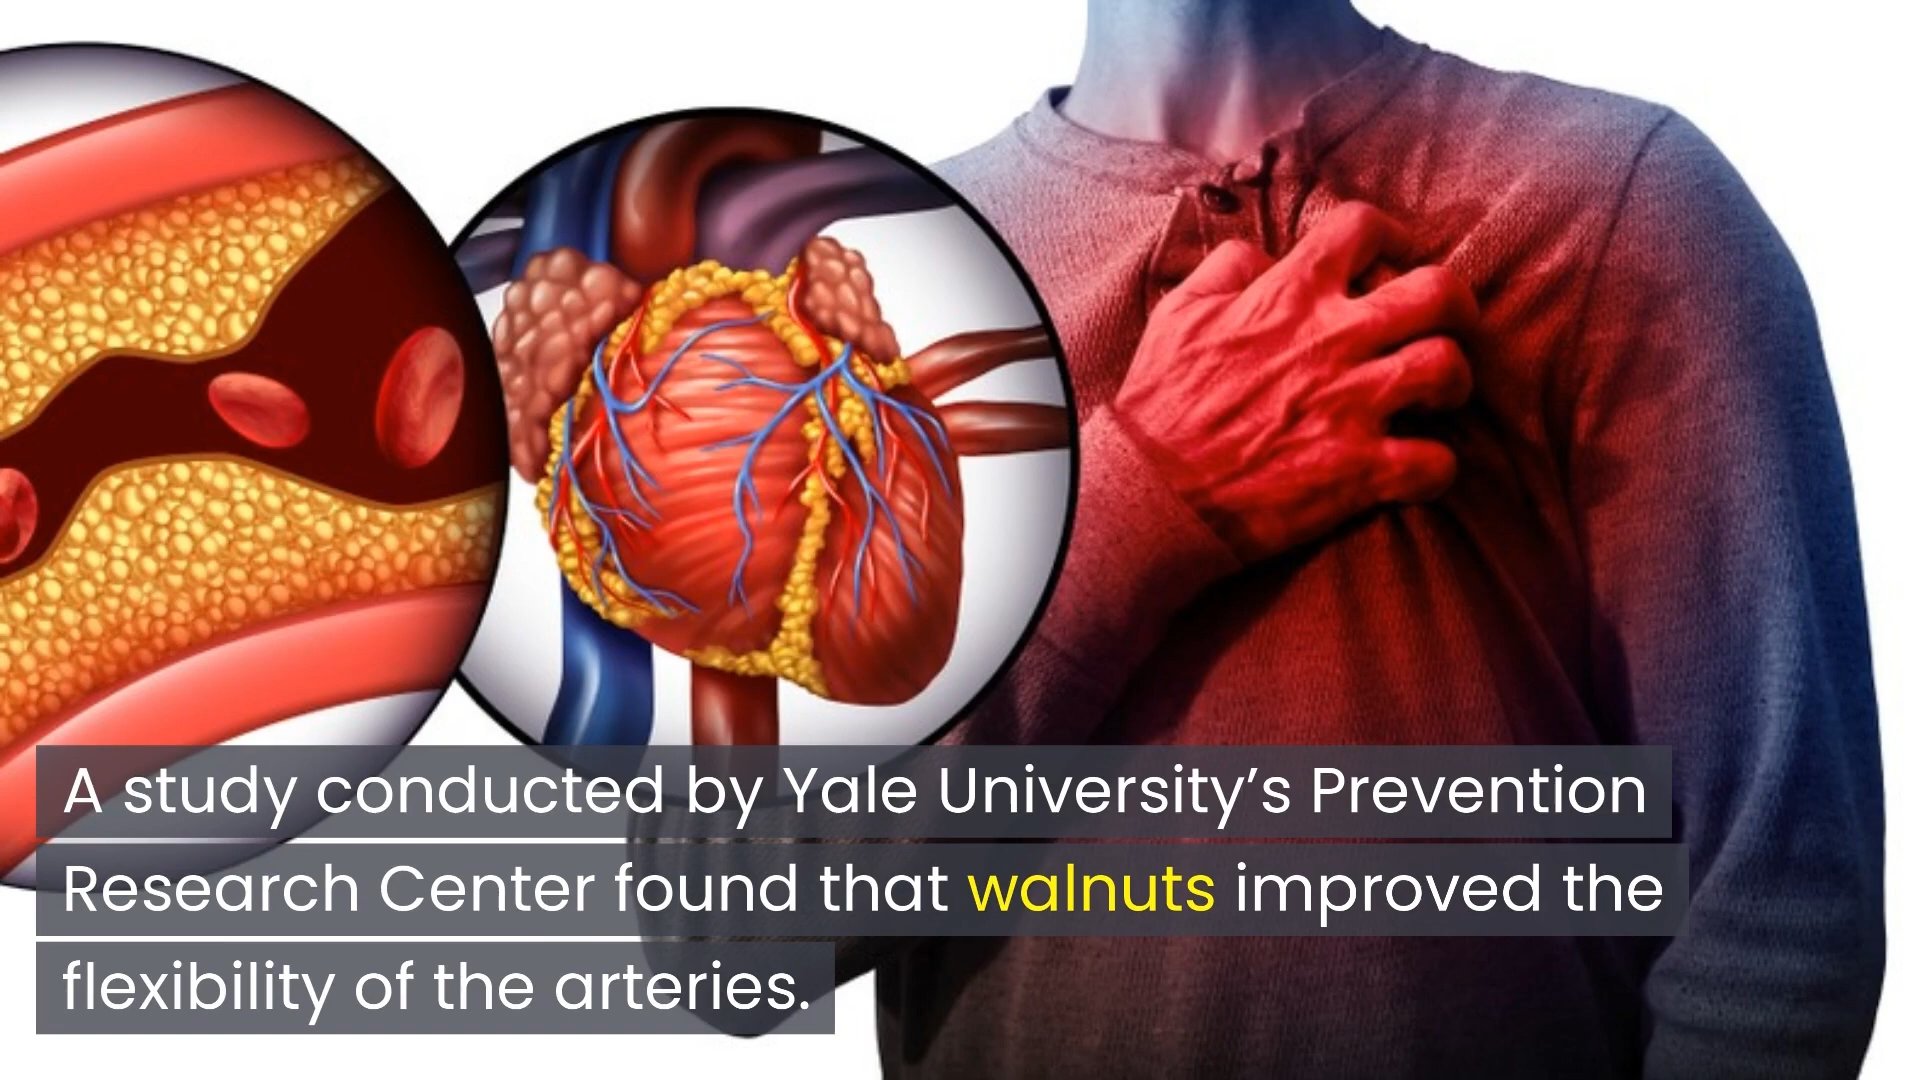 A study conducted by Yale University’s Prevention
Research Center found that walnuts improved the
flexibility of the arteries.